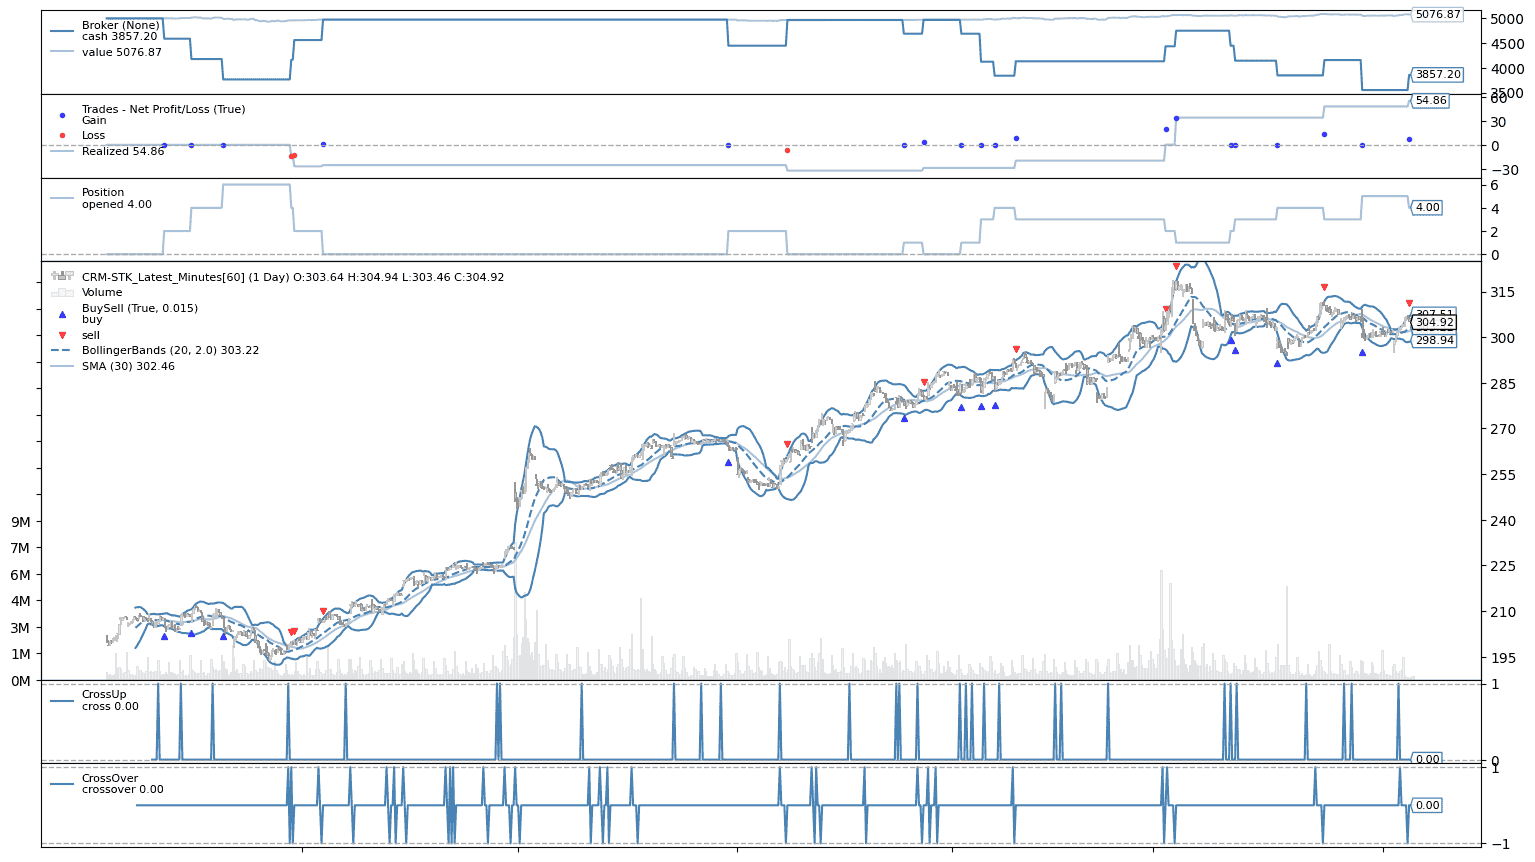 Broker (None)
cash 3857.20
value 5076.87
5076.87
3857.20
5000
4500
4000
3500
Trades - Net Profit/Loss (True)
Gain
Loss
Realized 54.86
54.86
60
30
0
−30
Position
opened 4.00
4.00
6
4
2
0
CRM-STK_Latest_Minutes[60] (1 Day) O:303.64 H:304.94 L:303.46 C:304.92
Volume
BuySell (True, 0.015)
buy
sell
BollingerBands (20, 2.0) 303.22
SMA (30) 302.46
307.51
304.92
298.94
315
300
285
270
255
240
225
210
195
9M
7M
6M
4M
3M
1M
0M
CrossUp
cross 0.00
0.00
1
0
CrossOver
crossover 0.00
0.00
1
−1